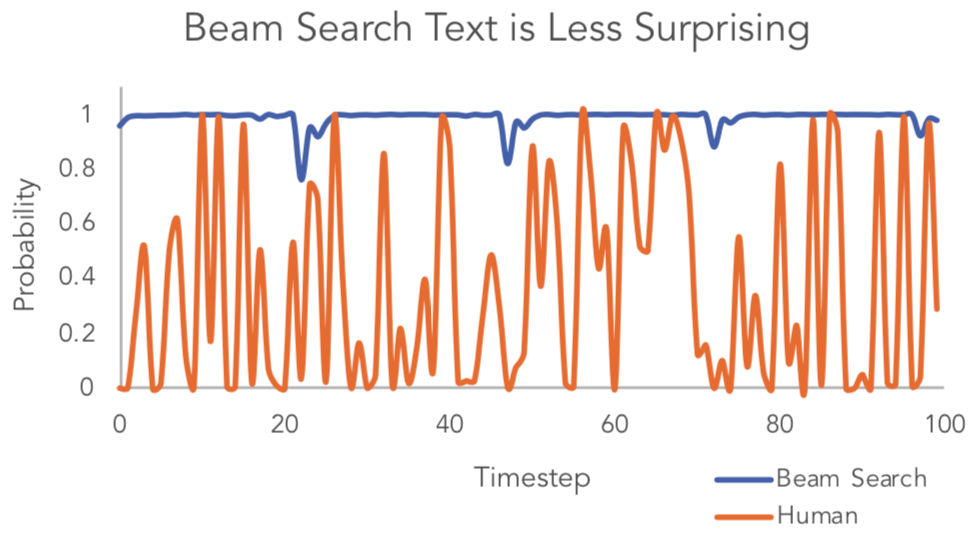 Beam Search Text is Less Surprising
1
0.8
0.6
0.4
0.2
0
Probability
0 20 40 60 80 100
Timestep
Beam Search
Human